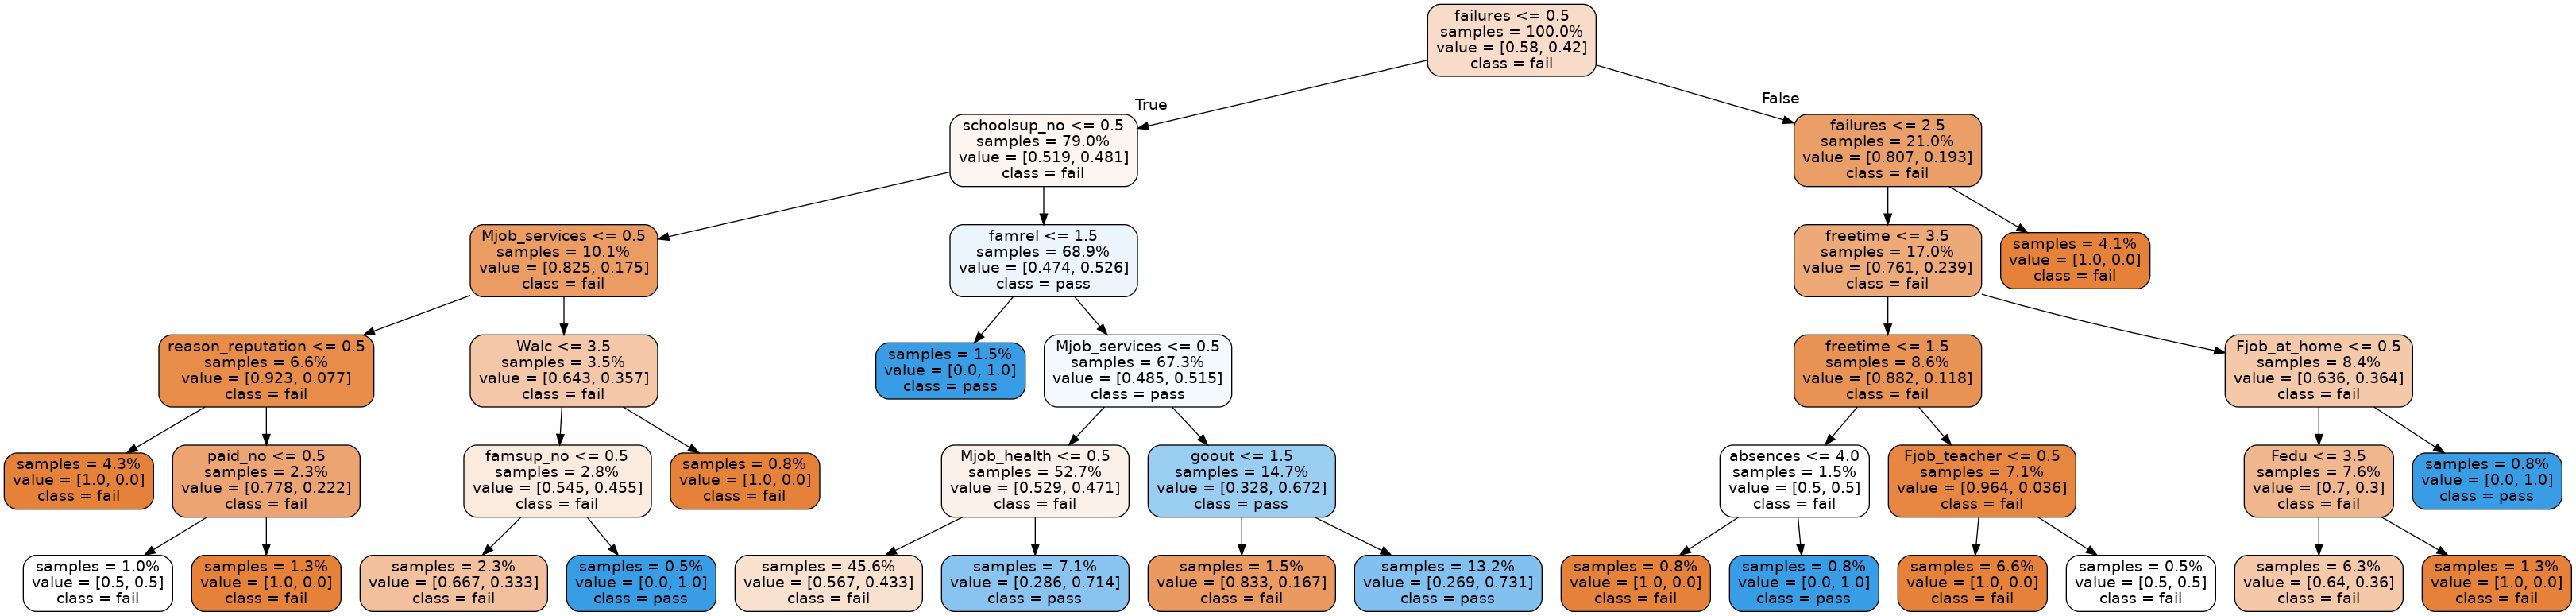 failures <= 0.5
samples = 100.0%
value = [0.58, 0.42]
class = fail
True
False
schoolsup_no <= 0.5
samples = 79.0%
value = [0.519, 0.481]
class = fail
failures <= 2.5
samples = 21.0%
value = [0.807, 0.193]
class = fail
Mjob_services <= 0.5
samples = 10.1%
value = [0.825, 0.175]
class = fail
famrel <= 1.5
samples = 68.9%
value = [0.474, 0.526]
class = pass
freetime <= 3.5
samples = 17.0%
value = [0.761, 0.239]
class = fail
samples = 4.1%
value = [1.0, 0.0]
class = fail
reason_reputation <= 0.5
samples = 6.6%
value = [0.923, 0.077]
class = fail
Walc <= 3.5
samples = 3.5%
value = [0.643, 0.357]
class = fail
samples = 1.5%
value = [0.0, 1.0]
class = pass
Mjob_services <= 0.5
samples = 67.3%
value = [0.485, 0.515]
class = pass
freetime <= 1.5
samples = 8.6%
value = [0.882, 0.118]
class = fail
Fjob_at_home <= 0.5
samples = 8.4%
value = [0.636, 0.364]
class = fail
samples = 4.3%
value = [1.0, 0.0]
class = fail
paid_no <= 0.5
samples = 2.3%
value = [0.778, 0.222]
class = fail
famsup_no <= 0.5
samples = 2.8%
value = [0.545, 0.455]
class = fail
samples = 0.8%
value = [1.0, 0.0]
class = fail
Mjob_health <= 0.5
samples = 52.7%
value = [0.529, 0.471]
class = fail
goout <= 1.5
samples = 14.7%
value = [0.328, 0.672]
class = pass
absences <= 4.0
samples = 1.5%
value = [0.5, 0.5]
class = fail
Fjob_teacher <= 0.5
samples = 7.1%
value = [0.964, 0.036]
class = fail
Fedu <= 3.5
samples = 7.6%
value = [0.7, 0.3]
class = fail
samples = 0.8%
value = [0.0, 1.0]
class = pass
samples = 1.0%
value = [0.5, 0.5]
class = fail
samples = 1.3%
value = [1.0, 0.0]
class = fail
samples = 2.3%
value = [0.667, 0.333]
class = fail
samples = 0.5%
value = [0.0, 1.0]
class = pass
samples = 45.6%
value = [0.567, 0.433]
class = fail
samples = 7.1%
value = [0.286, 0.714]
class = pass
samples = 1.5%
value = [0.833, 0.167]
class = fail
samples = 13.2%
value = [0.269, 0.731]
class = pass
samples = 0.8%
value = [1.0, 0.0]
class = fail
samples = 0.8%
value = [0.0, 1.0]
class = pass
samples = 6.6%
value = [1.0, 0.0]
class = fail
samples = 0.5%
value = [0.5, 0.5]
class = fail
samples = 6.3%
value = [0.64, 0.36]
class = fail
samples = 1.3%
value = [1.0, 0.0]
class = fail